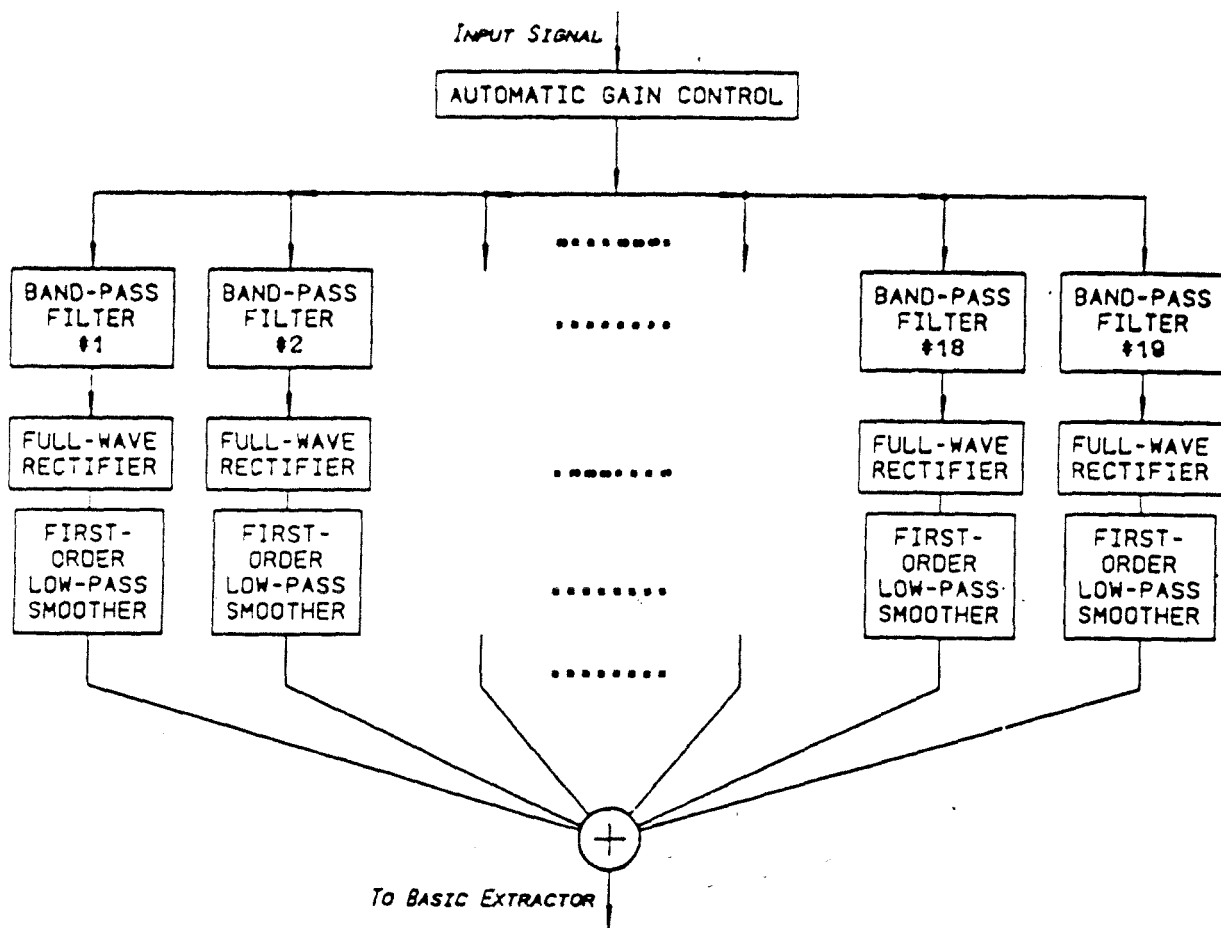 INPUT SIGNAL
AUTOMATIC GAIN CONTROL
BAND-PASS
FILTER
#1
BAND-PASS
FILTER
#2
BAND-PASS
FILTER
#18
BAND-PASS
FILTER
#19
FULL-WAVE
RECTIFIER
FULL-WAVE
RECTIFIER
FULL-WAVE
RECTIFIER
FULL-WAVE
RECTIFIER
FIRST-
ORDER
LOW-PASS
SMOOTHER
FIRST-
ORDER
LOW-PASS
SMOOTHER
FIRST-
ORDER
LOW-PASS
SMOOTHER
FIRST-
ORDER
LOW-PASS
SMOOTHER
+
TO BASIC EXTRACTOR